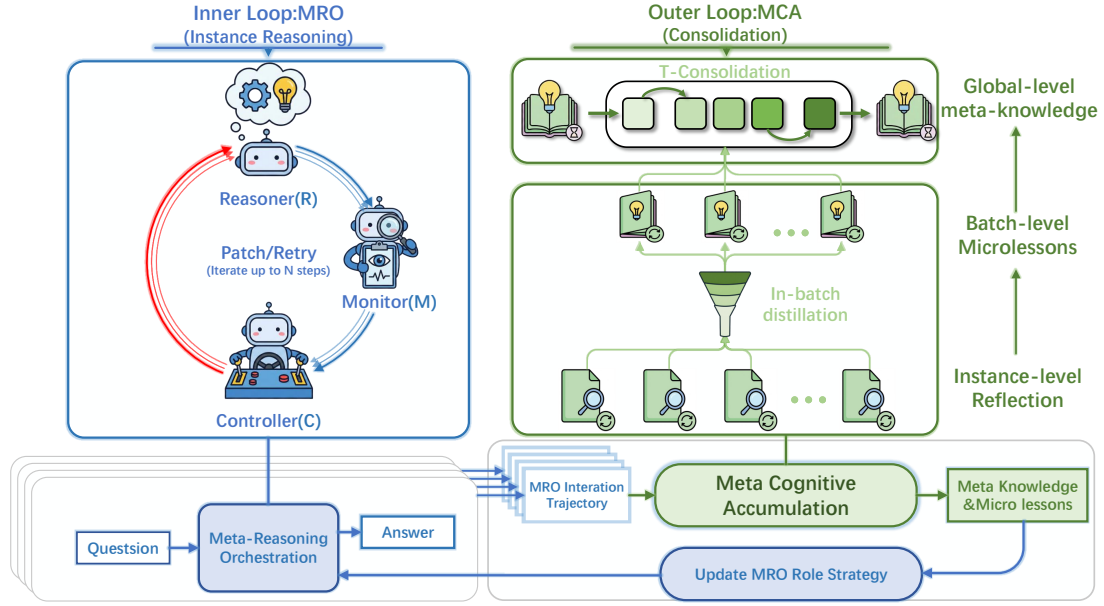 Inner Loop:MRO
(Instance Reasoning)
Reasoner(R)
Patch/Retry
(Iterate up to N steps)
Monitor(M)
Controller(C)
Outer Loop:MCA
(Consolidation)
T-Consolidation
Global-level
meta-knowledge
Batch-level
Microlessons
In-batch
distillation
Instance-level
Reflection
Questsion
Meta-Reasoning
Orchestration
Answer
MRO Interation
Trajectory
Meta Cognitive
Accumulation
Meta Knowledge
&Micro lessons
Update MRO Role Strategy